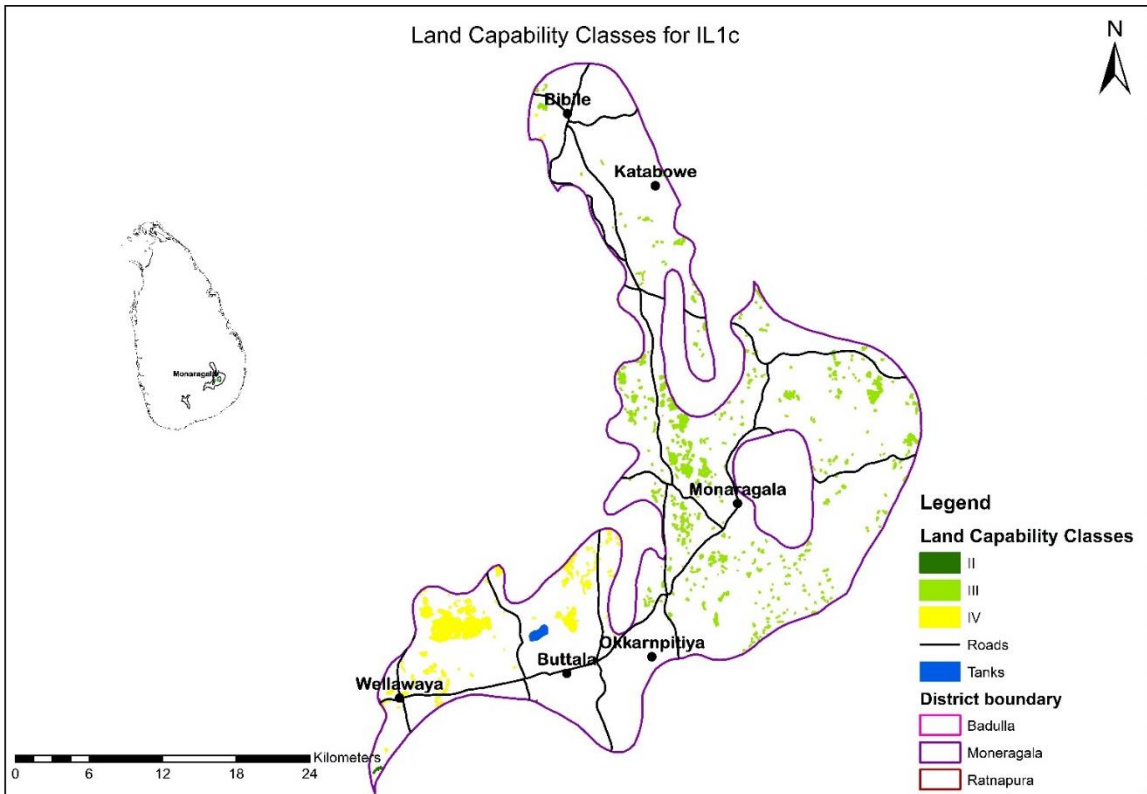 Land Capability Classes for IL1c
N
Bibile
Katabowe
Monaragala
Monaragala
Okkarnpitiya
Buttala
Wellawaya
Legend
Land Capability Classes
II
III
IV
Roads
Tanks
District boundary
Badulla
Moneragala
Ratnapura
Kilometers
0 6 12 18 24